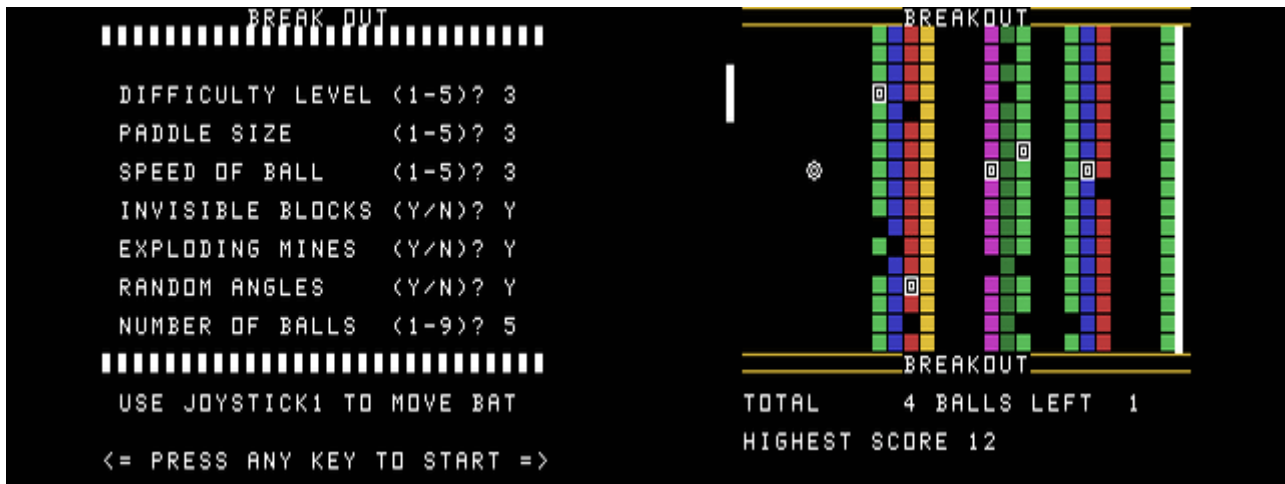 BREAK OUT
DIFFICULTY LEVEL (1-5)? 3
PADDLE SIZE (1-5)? 3
SPEED OF BALL (1-5)? 3
INVISIBLE BLOCKS (Y/N)? Y
EXPLODING MINES (Y/N)? Y
RANDOM ANGLES (Y/N)? Y
NUMBER OF BALLS (1-9)? 5
USE JOYSTICK1 TO MOVE BAT
<= PRESS ANY KEY TO START =>
BREAKOUT
BREAKOUT
TOTAL 4 BALLS LEFT 1
HIGHEST SCORE 12